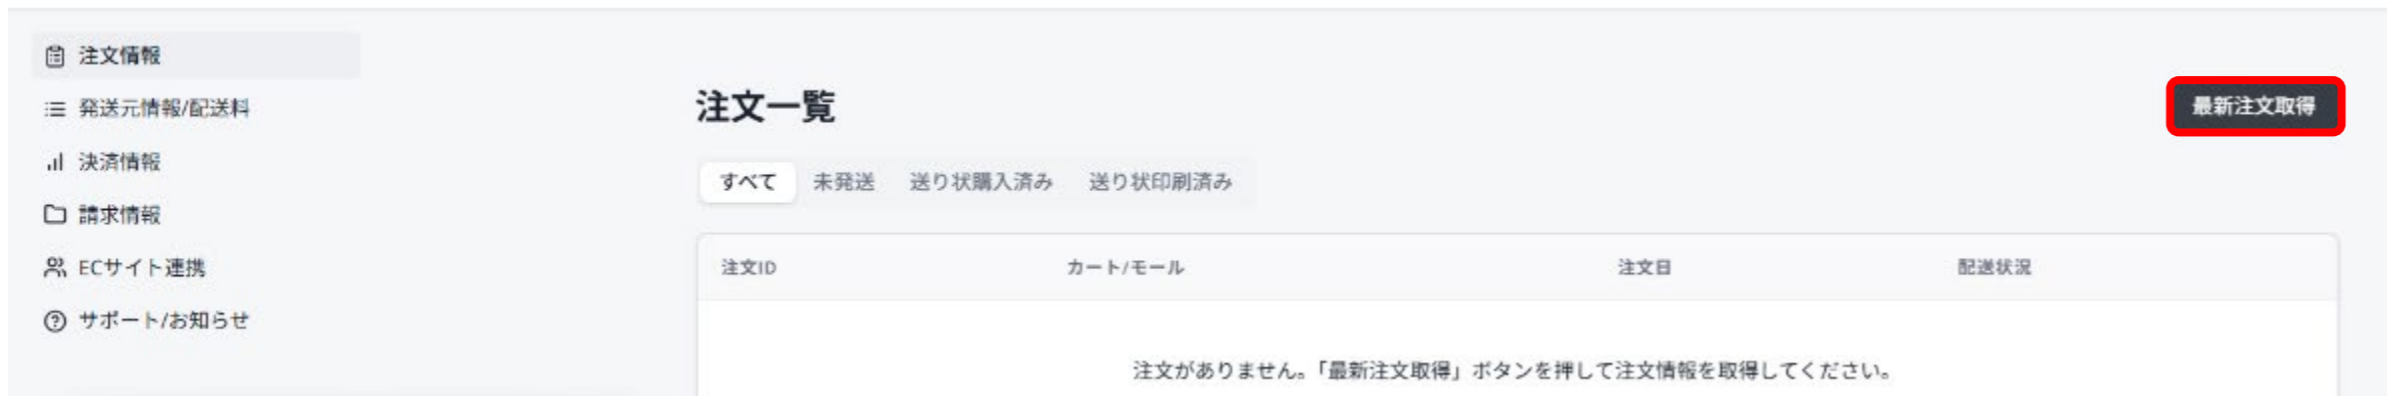 注文情報
発送元情報/配送料
決済情報
請求情報
ECサイト連携
サポート/お知らせ
注文一覧
最新注文取得
すべて 未発送 送り状購入済み 送り状印刷済み
注文ID カート/モール 注文日 配送状況
注文がありません。「最新注文取得」ボタンを押して注文情報を取得してください。